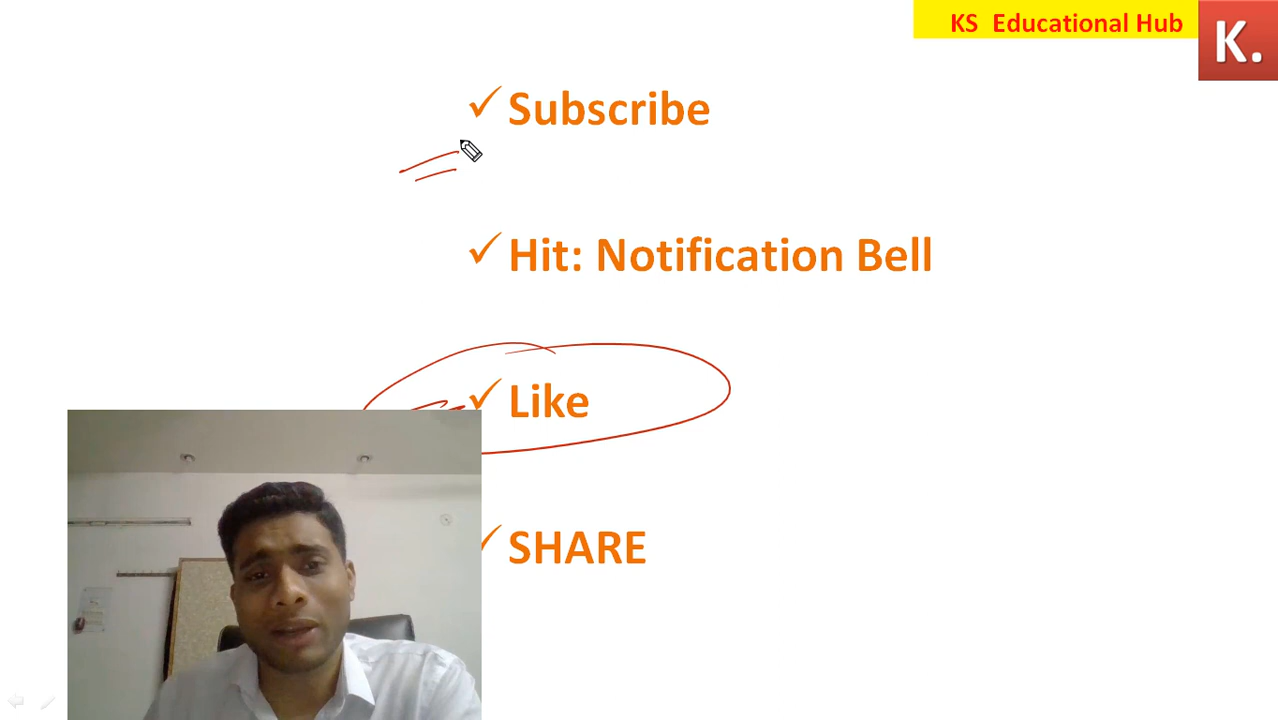 KS Educational Hub
K.
Subscribe
Hit: Notification Bell
Like
SHARE